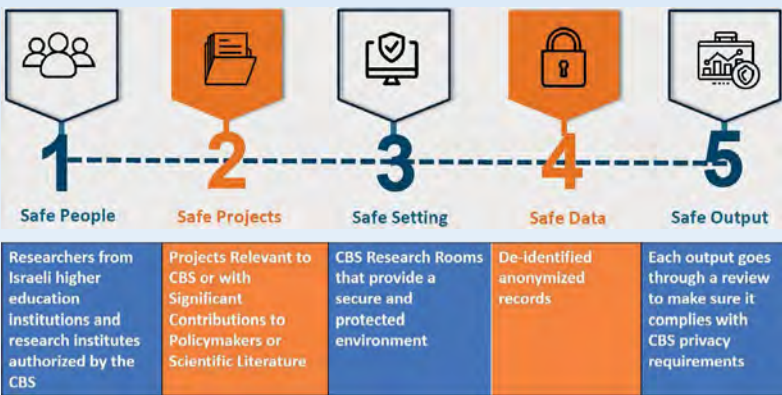 1
2
3
4
5
Safe People
Safe Projects
Safe Setting
Safe Data
Safe Output
Researchers from
Israeli higher
education
institutions and
research institutes
authorized by the
CBS
Projects Relevant to
CBS or with
Significant
Contributions to
Policymakers or
Scientific Literature
CBS Research Rooms
that provide a
secure and
protected
environment
De-identified
anonymized
records
Each output goes
through a review
to make sure it
complies with
CBS privacy
requirements